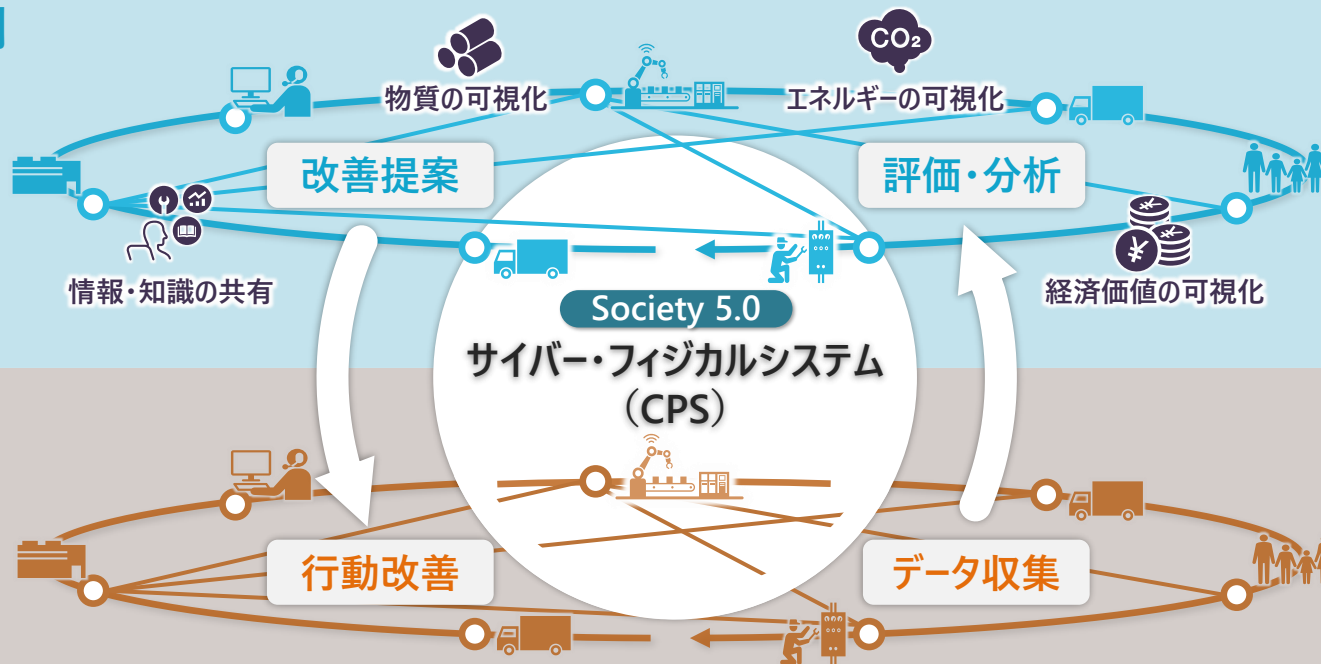 CO₂
物質の可視化
エネルギーの可視化
改善提案
評価・分析
情報・知識の共有
経済価値の可視化
Society 5.0
サイバー・フィジカルシステム
（CPS）
行動改善
データ収集